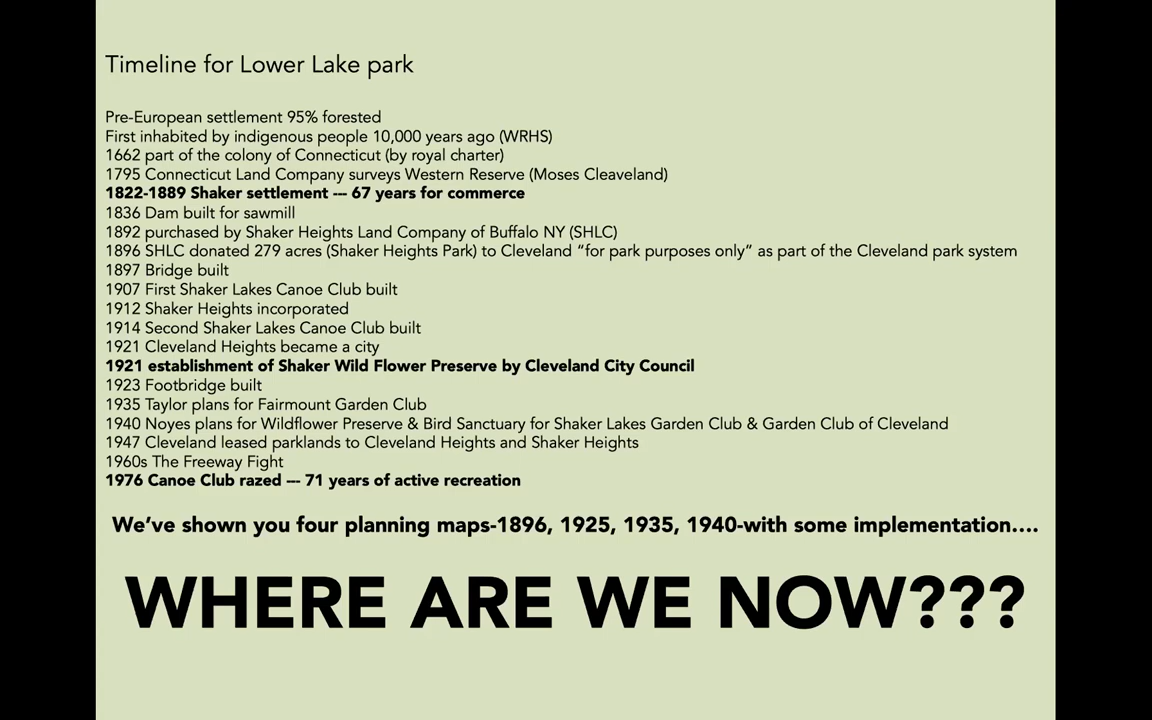 Timeline for Lower Lake park
Pre-European settlement 95% forested
First inhabited by indigenous people 10,000 years ago (WRHS)
1662 part of the colony of Connecticut (by royal charter)
1795 Connecticut Land Company surveys Western Reserve (Moses Cleaveland)
1822-1889 Shaker settlement --- 67 years for commerce
1836 Dam built for sawmill
1892 purchased by Shaker Heights Land Company of Buffalo NY (SHLC)
1896 SHLC donated 279 acres (Shaker Heights Park) to Cleveland “for park purposes only” as part of the Cleveland park system
1897 Bridge built
1907 First Shaker Lakes Canoe Club built
1912 Shaker Heights incorporated
1914 Second Shaker Lakes Canoe Club built
1921 Cleveland Heights became a city
1921 establishment of Shaker Wild Flower Preserve by Cleveland City Council
1923 Footbridge built
1935 Taylor plans for Fairmount Garden Club
1940 Noyes plans for Wildflower Preserve & Bird Sanctuary for Shaker Lakes Garden Club & Garden Club of Cleveland
1947 Cleveland leased parklands to Cleveland Heights and Shaker Heights
1960s The Freeway Fight
1976 Canoe Club razed --- 71 years of active recreation
We’ve shown you four planning maps-1896, 1925, 1935, 1940-with some implementation....
WHERE ARE WE NOW???